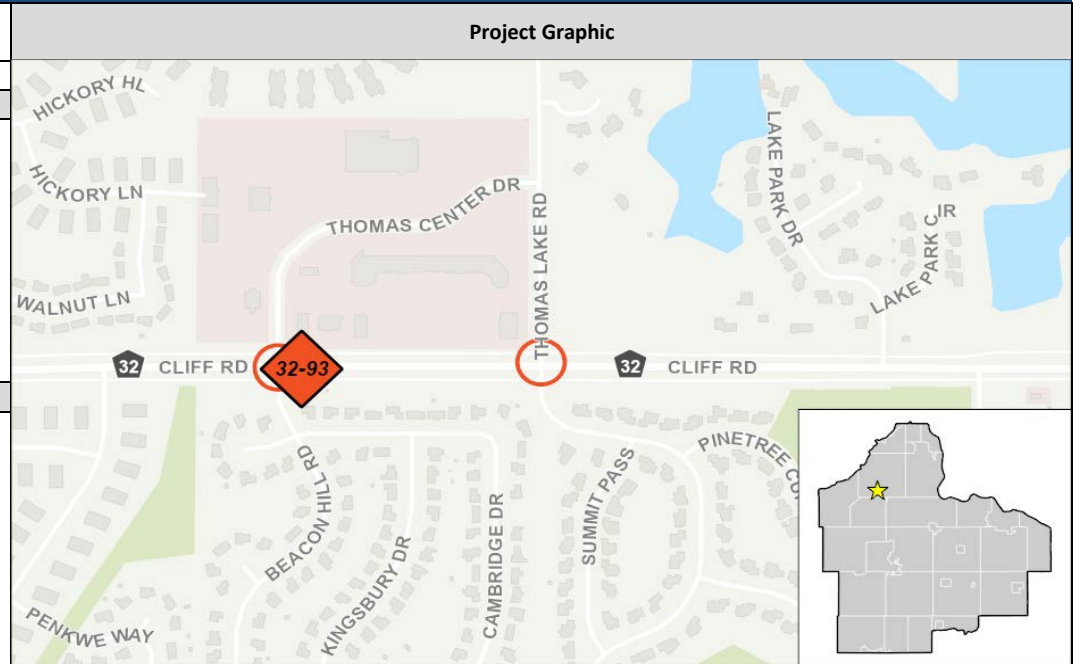 Project Graphic
HICKORY HL
HICKORY LN
WALNUT LN
THOMAS CENTER DR
THOMAS LAKE RD
LAKE PARK DR
LAKE PARK C
IR
32
CLIFF RD
32-93
32
CLIFF RD
BEACON HILL RD
KINGSBURY DR
CAMBRIDGE DR
SUMMIT PASS
PINETREE CU
PENKWE WAY